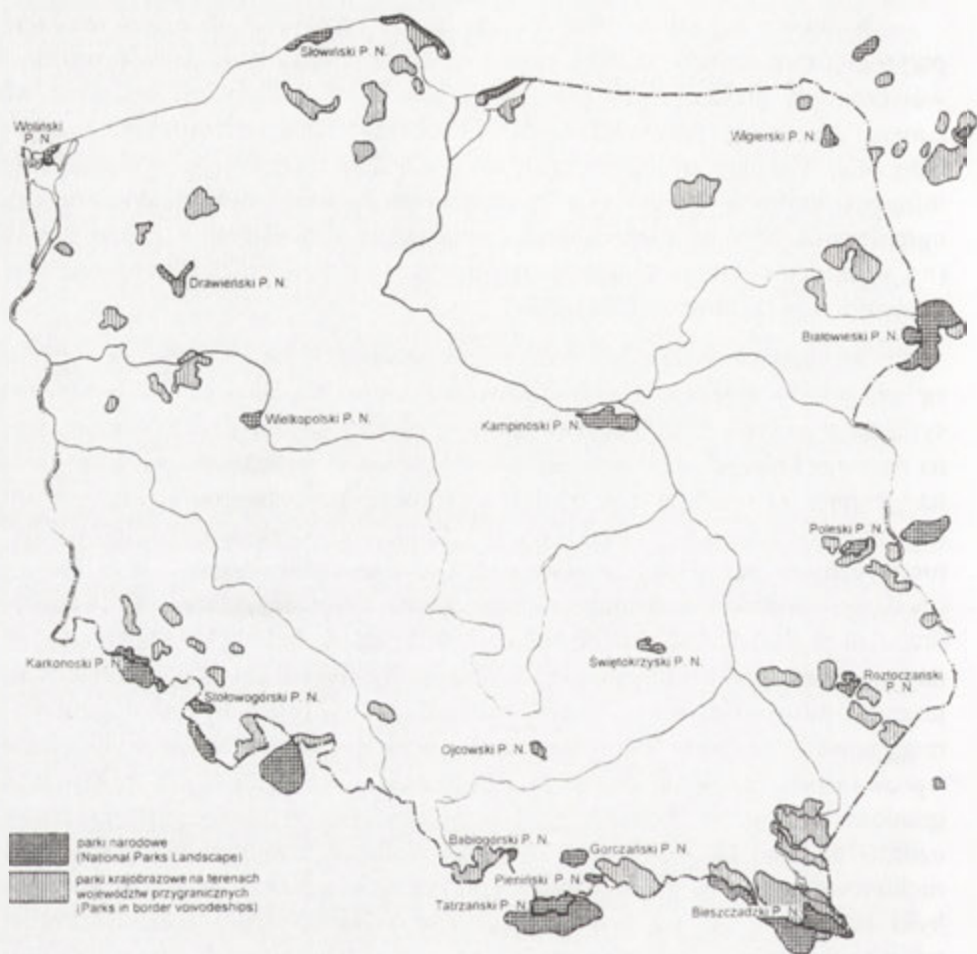 Słowiński P. N.
Woliński
P. N.
Wigierski P. N.
Drawieński P. N.
Białowieski P. N.
Wielkopolski P. N.
Kampinoski P. N.
Poleski P. N.
Karkonoski P. N.
Świętokrzyski P. N.
Roztoczański
P. N.
Stołowogórski P. N.
Ojcowski P. N.
Babiogórski P. N.
Gorczański P. N.
Pieniński P. N.
Tatrzański P. N.
Bieszczadzki P. N.
parki narodowe
(National Parks Landscape)
parki krajobrazowe na terenach
województw przygranicznych
(Parks in border voivodeships)